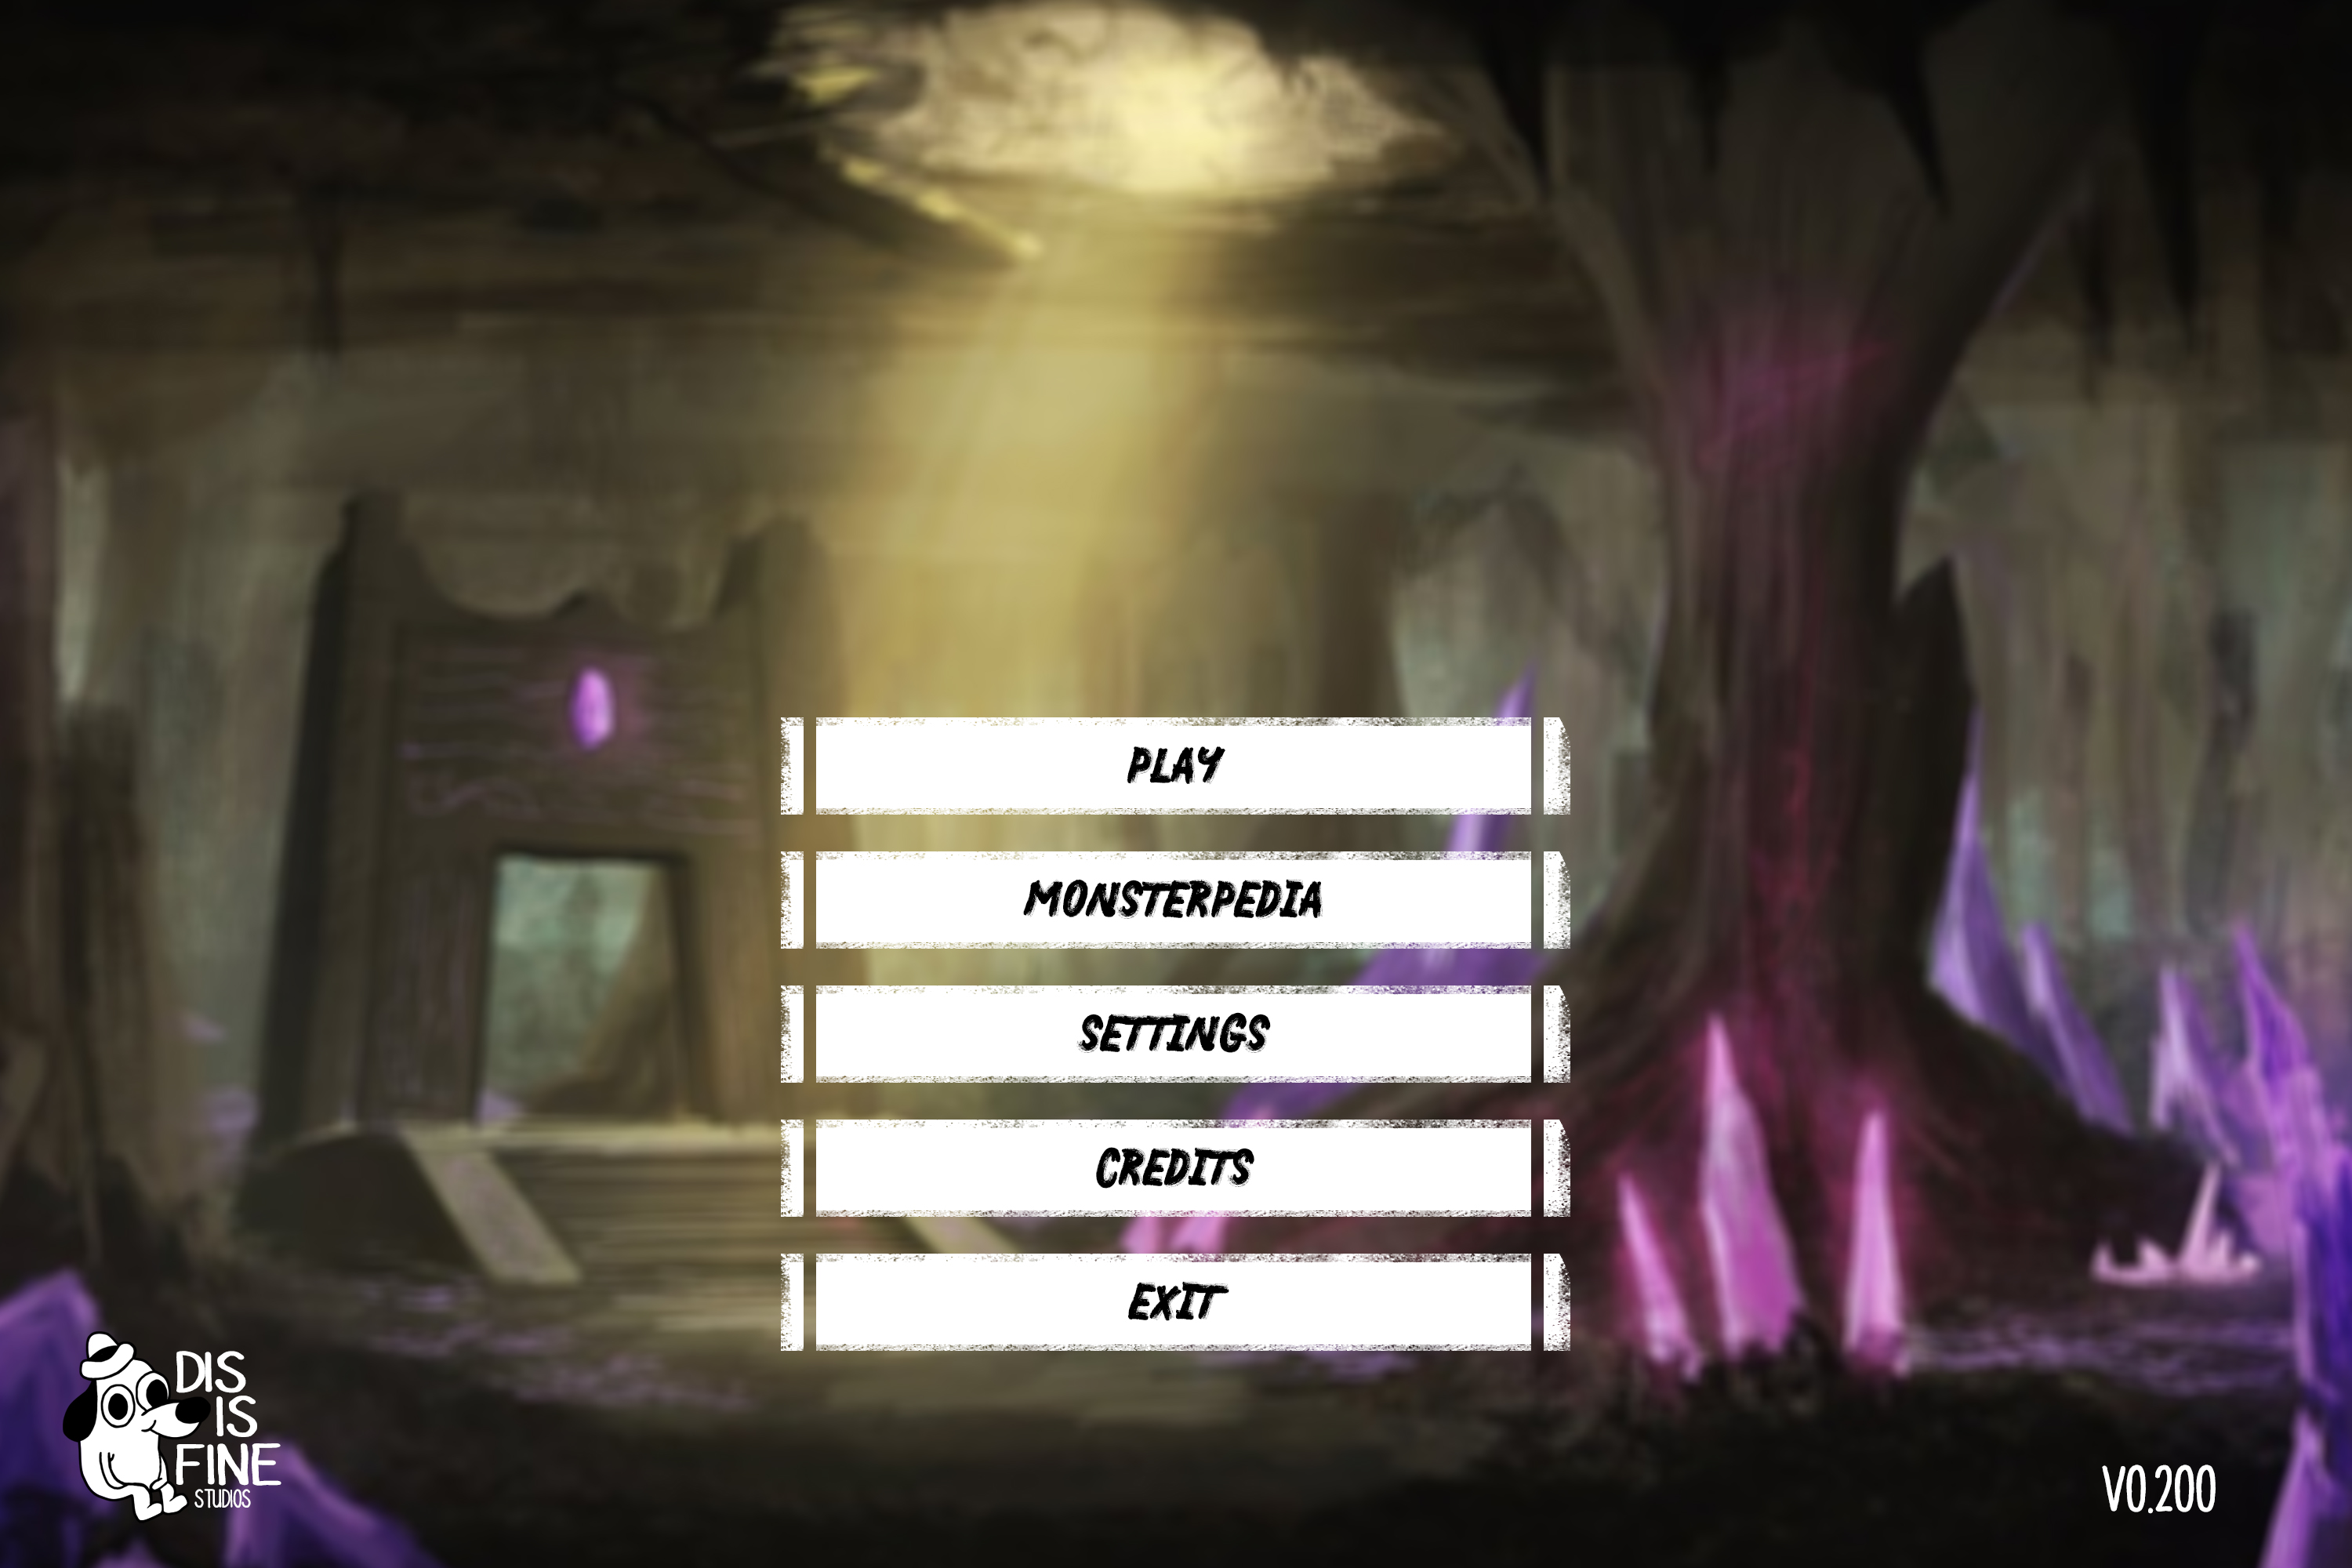 PLAY
MONSTERPEDIA
SETTINGS
CREDITS
EXIT
DIS
IS
FINE
STUDIOS
V0.200